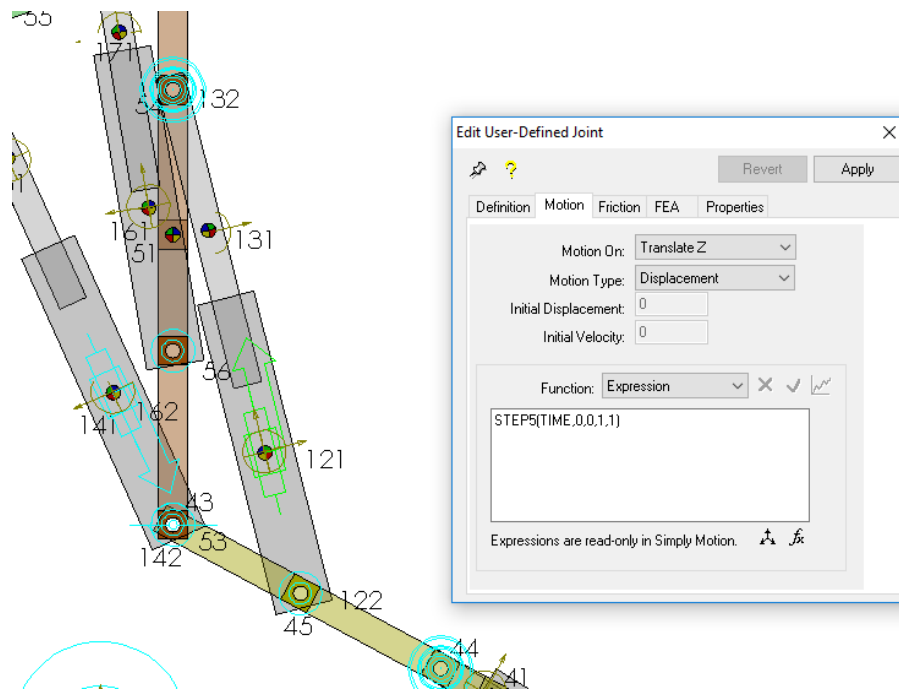 55
171
52
132
161
51
131
56
162
141
121
43
53
142
122
45
44
41
Edit User-Defined Joint
?
Revert
Apply
Definition
Motion
Friction
FEA
Properties
Motion On:
Translate Z
Motion Type:
Displacement
Initial Displacement:
0
Initial Velocity:
0
Function:
Expression
STEP5(TIME,0,0,1,1)
Expressions are read-only in Simply Motion.
fx